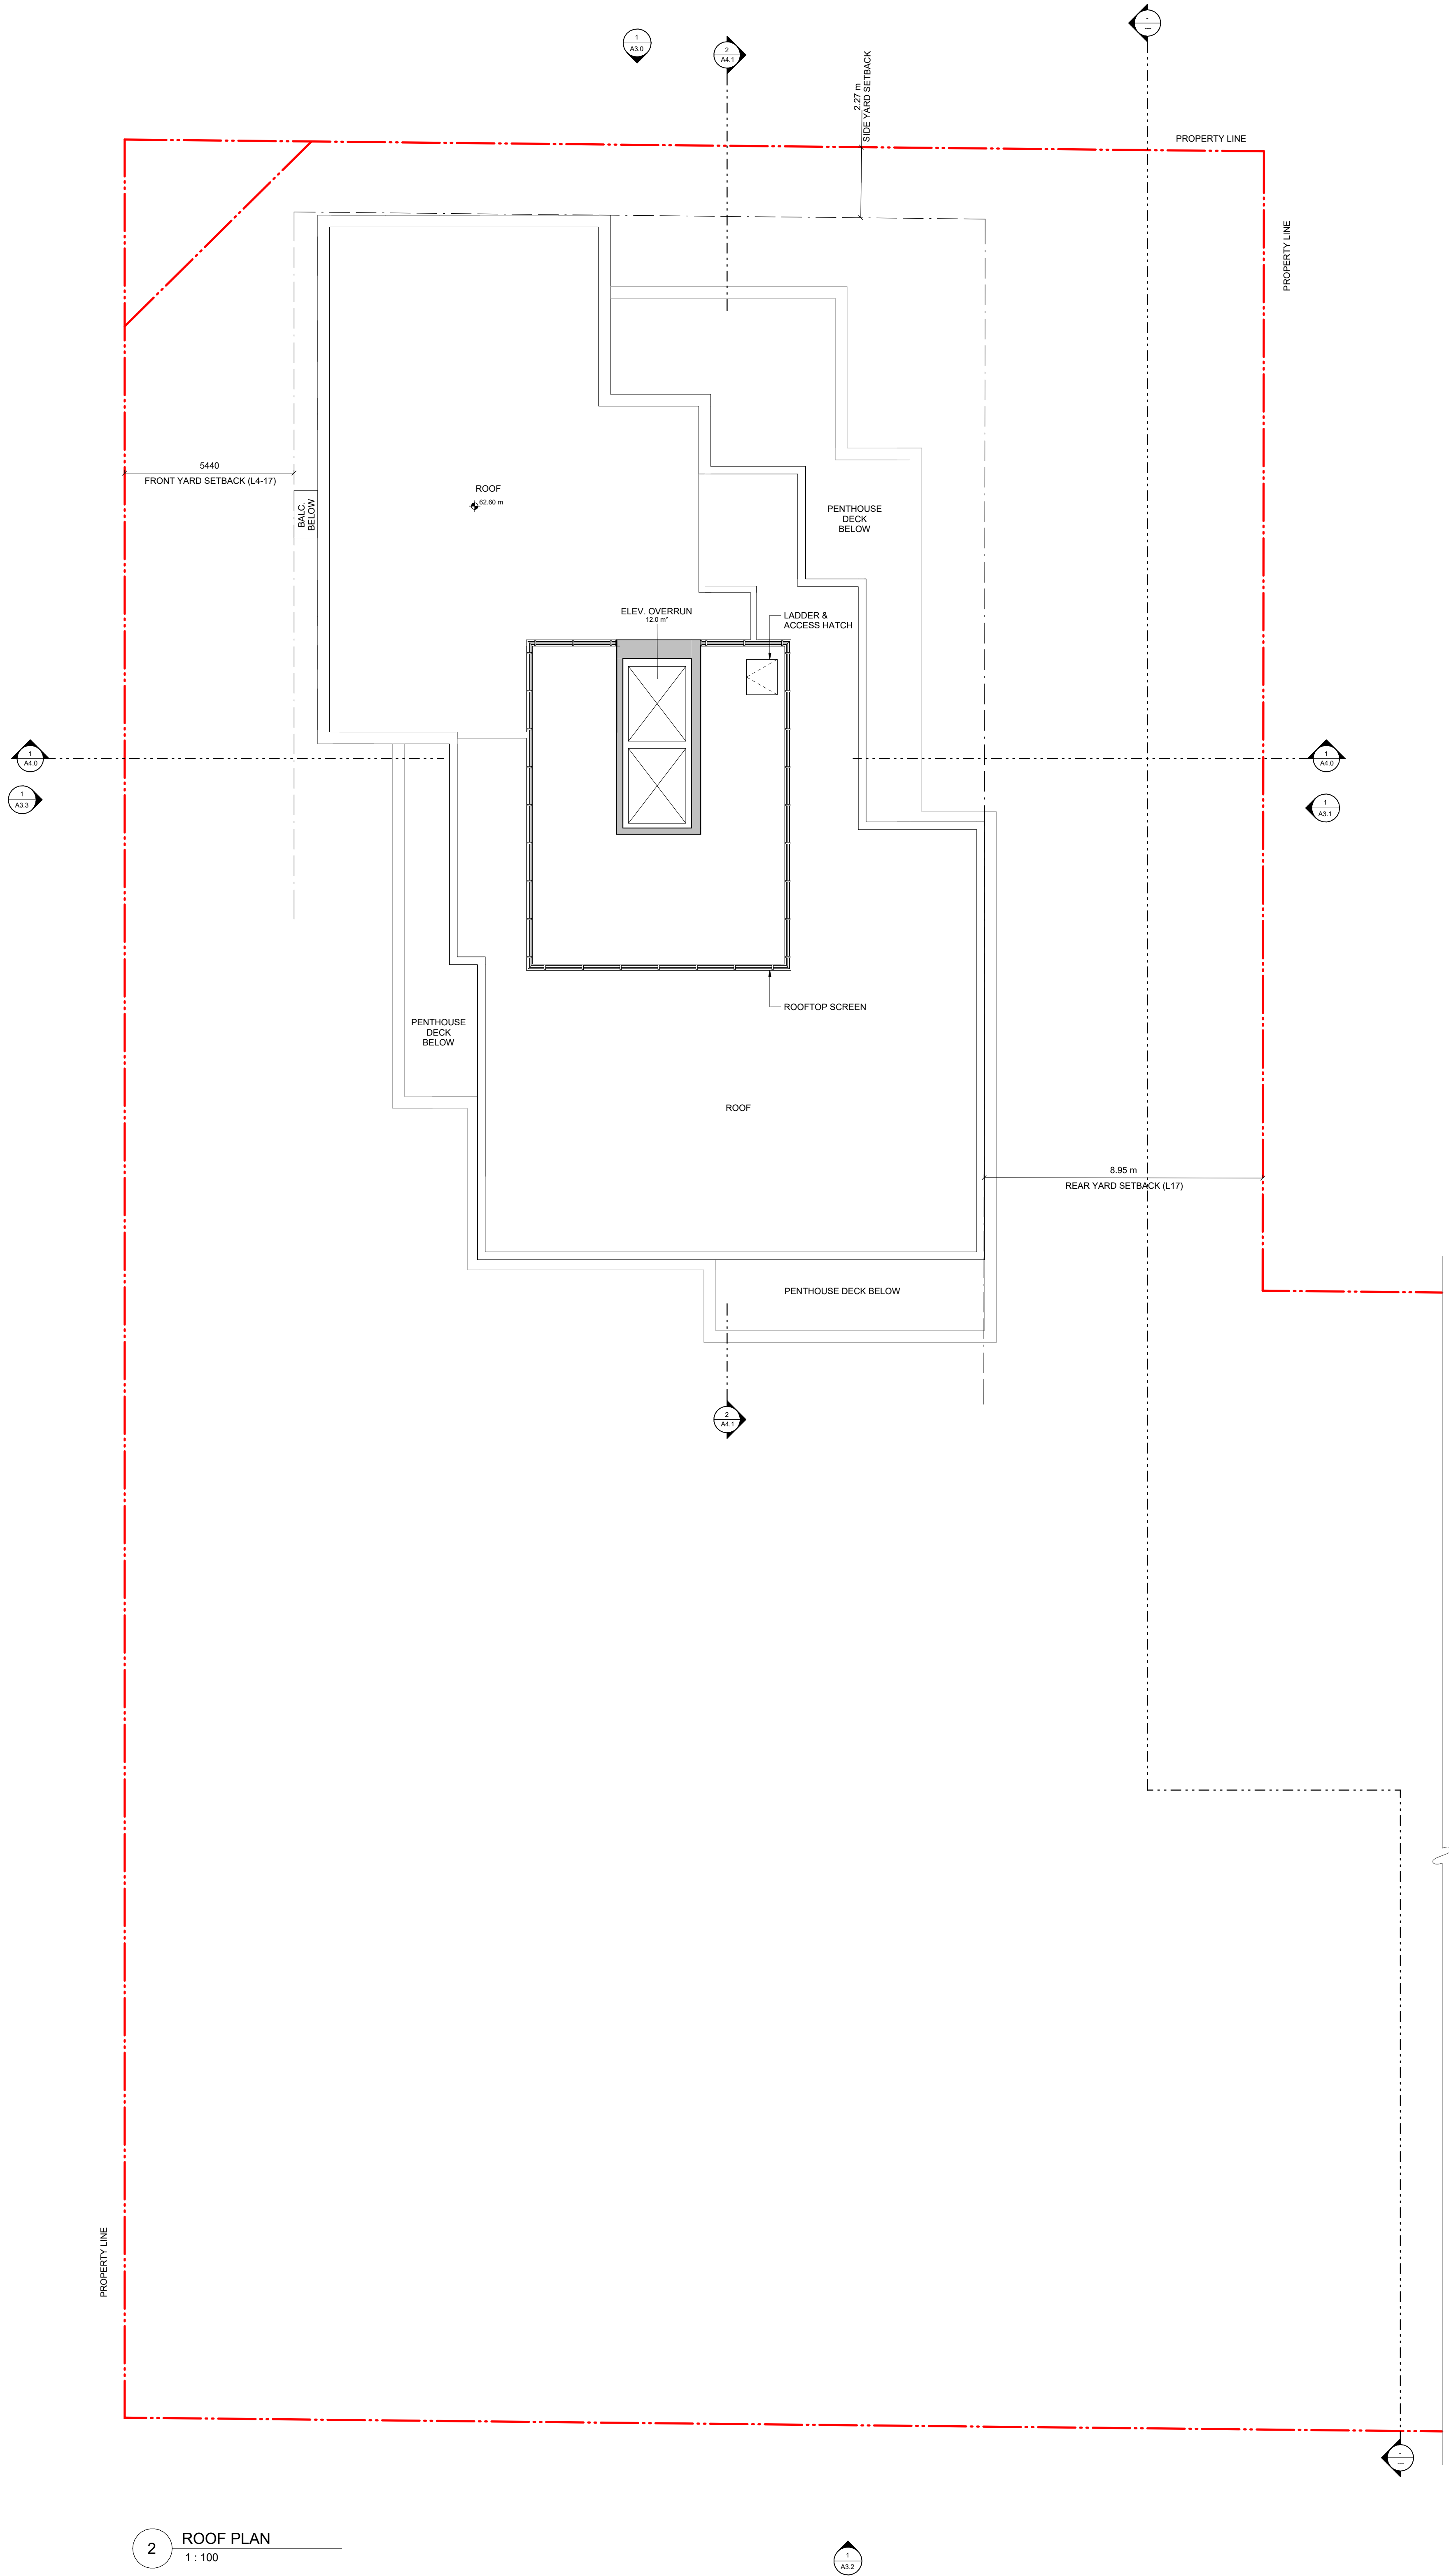 -
---
1
A3.0
2
A4.1
2.27 m
SIDE YARD SETBACK
PROPERTY LINE
PROPERTY LINE
5440
FRONT YARD SETBACK (L4-17)
BALC.
BELOW
ROOF
62.60 m
PENTHOUSE
DECK
BELOW
ELEV. OVERRUN
12.0 m²
LADDER &
ACCESS HATCH
1
A4.0
1
A4.0
1
A3.3
1
A3.1
ROOFTOP SCREEN
PENTHOUSE
DECK
BELOW
ROOF
8.95 m
REAR YARD SETBACK (L17)
PENTHOUSE DECK BELOW
2
A4.1
PROPERTY LINE
-
---
2
ROOF PLAN
1 : 100
1
A3.2